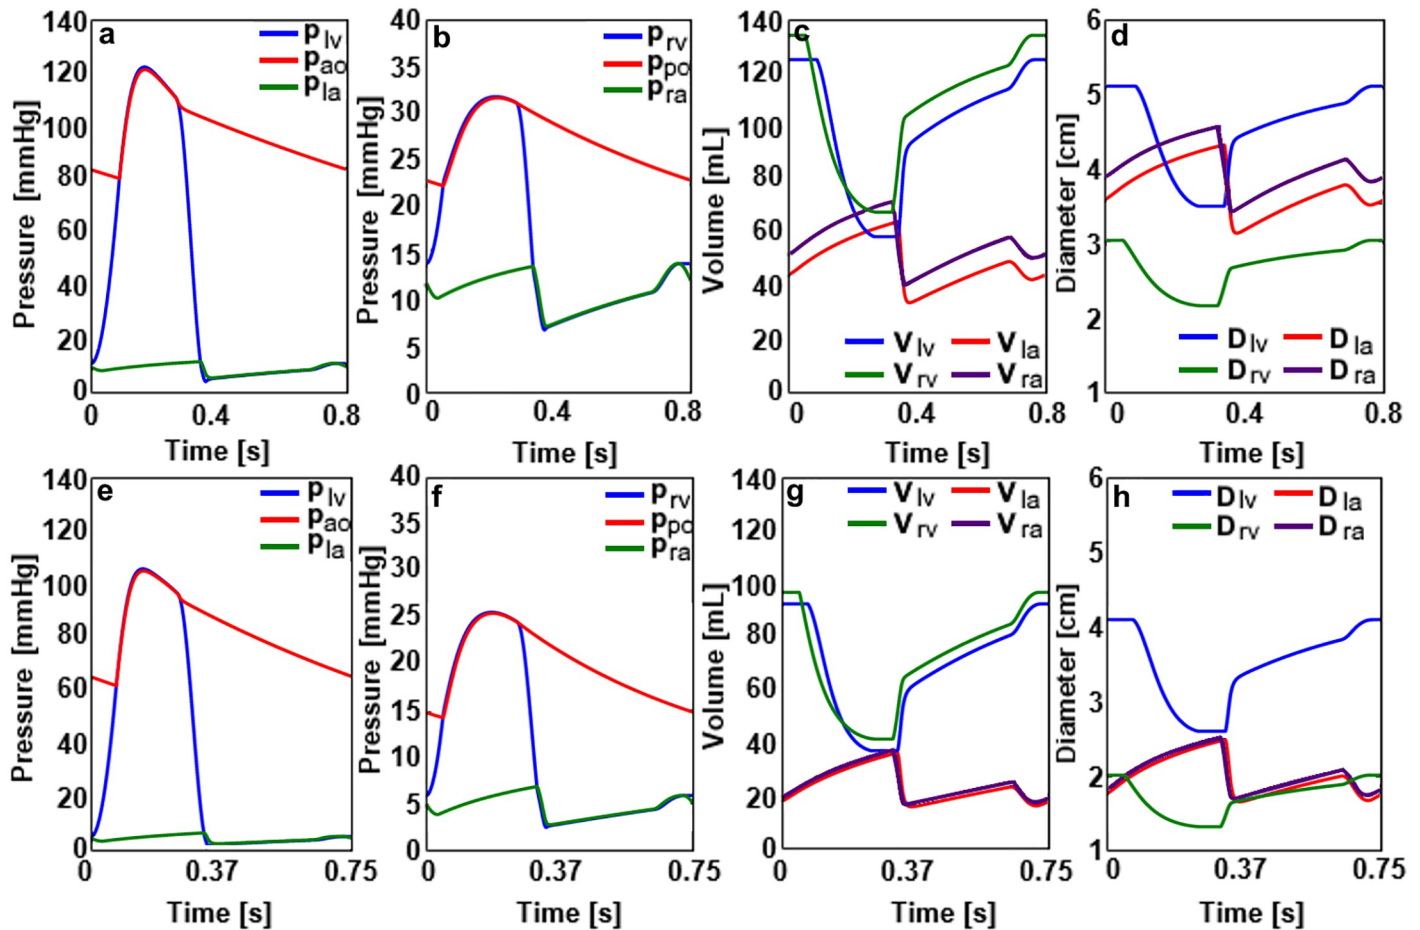 a
140
120
100
80
60
40
20
0
Pressure [mmHg]
p lv
p ao
p la
0 0.4 0.8
Time [s]
b
40
35
30
25
20
15
10
5
0
Pressure [mmHg]
p rv
p po
p ra
0 0.4 0.8
Time [s]
c
140
120
100
80
60
40
20
0
Volume [mL]
V lv V la
V rv V ra
0 0.4 0.8
Time [s]
d
6
5
4
3
2
1
Diameter [cm]
D lv D la
D rv D ra
0 0.4 0.8
Time [s]
e
140
120
100
80
60
40
20
0
Pressure [mmHg]
p lv
p ao
p la
0 0.37 0.75
Time [s]
f
40
35
30
25
20
15
10
5
0
Pressure [mmHg]
p rv
p po
p ra
0 0.37 0.75
Time [s]
g
140
120
100
80
60
40
20
0
Volume [mL]
V lv V la
V rv V ra
0 0.37 0.75
Time [s]
h
6
5
4
3
2
1
Diameter [cm]
D lv D la
D rv D ra
0 0.37 0.75
Time [s]